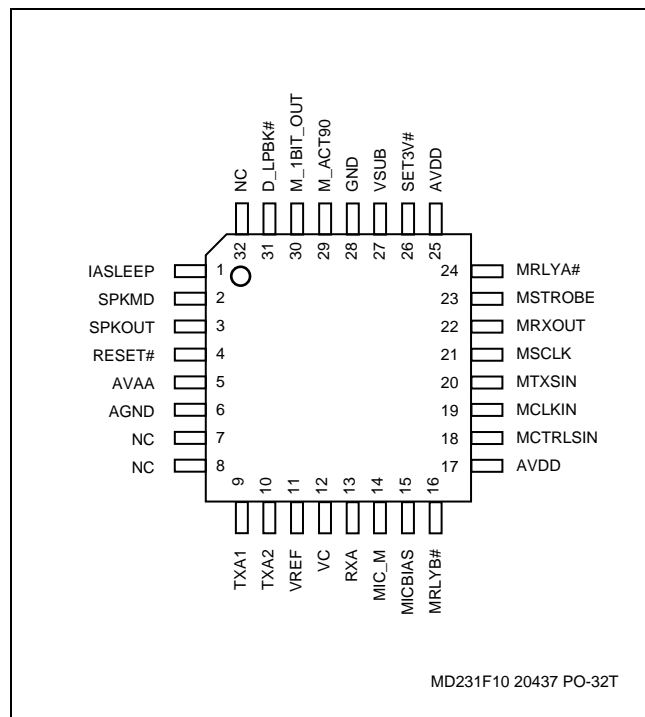 NC
D_LPBK#
M_1BIT_OUT
M_ACT90
GND
VSUB
SET3V#
AVDD
32
31
30
29
28
27
26
25
IASLEEP 1
SPKMD 2
SPKOUT 3
RESET# 4
AVAA 5
AGND 6
NC 7
NC 8
24 MRLYA#
23 MSTROBE
22 MRXOUT
21 MSCLK
20 MTXSIN
19 MCLKIN
18 MCTRLSIN
17 AVDD
9
10
11
12
13
14
15
16
TXA1
TXA2
VREF
VC
RXA
MIC_M
MICBIAS
MRLYB#
MD231F10 20437 PO-32T